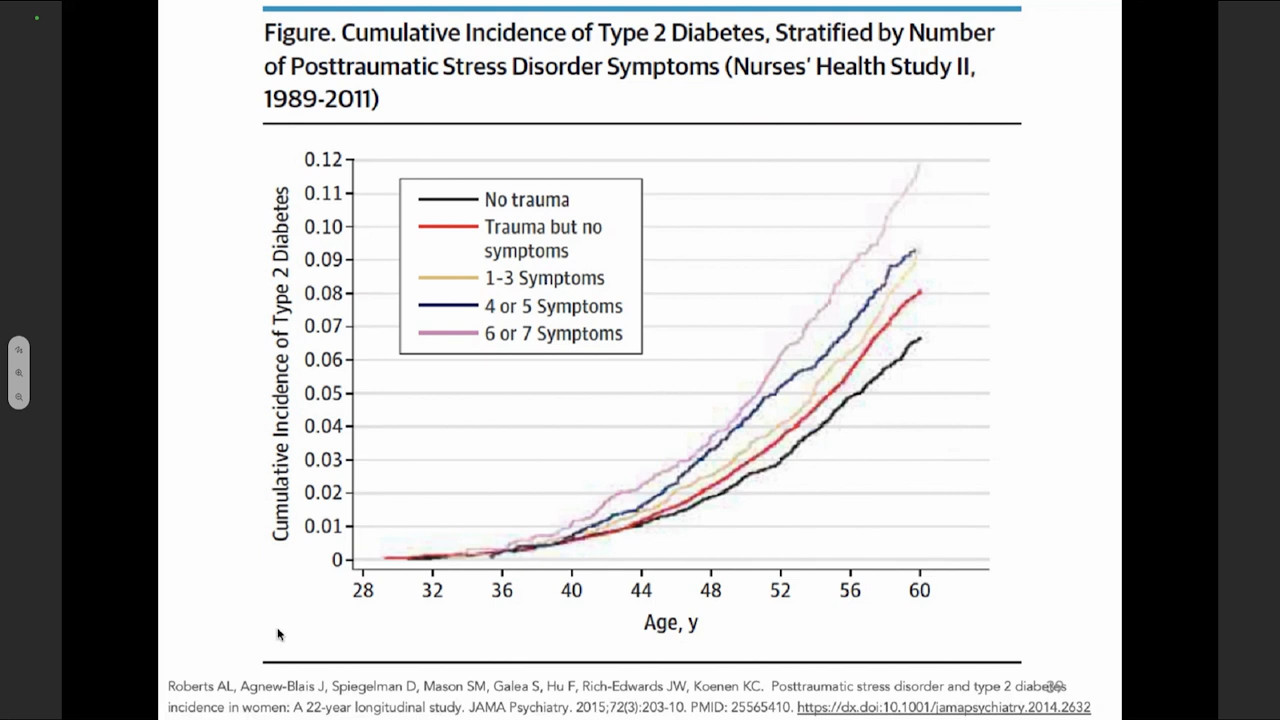 Figure. Cumulative Incidence of Type 2 Diabetes, Stratified by Number
of Posttraumatic Stress Disorder Symptoms (Nurses' Health Study II,
1989-2011)
Cumulative Incidence of Type 2 Diabetes
0.12
0.11
0.10
0.09
0.08
0.07
0.06
0.05
0.04
0.03
0.02
0.01
0
No trauma
Trauma but no
symptoms
1-3 Symptoms
4 or 5 Symptoms
6 or 7 Symptoms
28 32 36 40 44 48 52 56 60
Age, y
Roberts AL, Agnew-Blais J, Spiegelman D, Mason SM, Galea S, Hu F, Rich-Edwards JW, Koenen KC. Posttraumatic stress disorder and type 2 diabetes
incidence in women: A 22-year longitudinal study. JAMA Psychiatry. 2015;72(3):203-10. PMID: 25565410. https://dx.doi.org:10.1001/jamapsychiatry.2014.2632